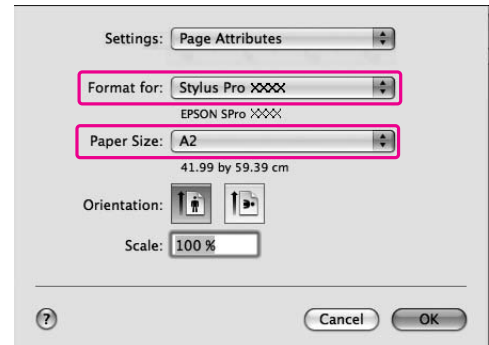 Settings: Page Attributes
Format for: Stylus Pro XXXX
EPSON SPro XXXX
Paper Size: A2
41.99 by 59.39 cm
Orientation:
Scale: 100 %
? Cancel OK